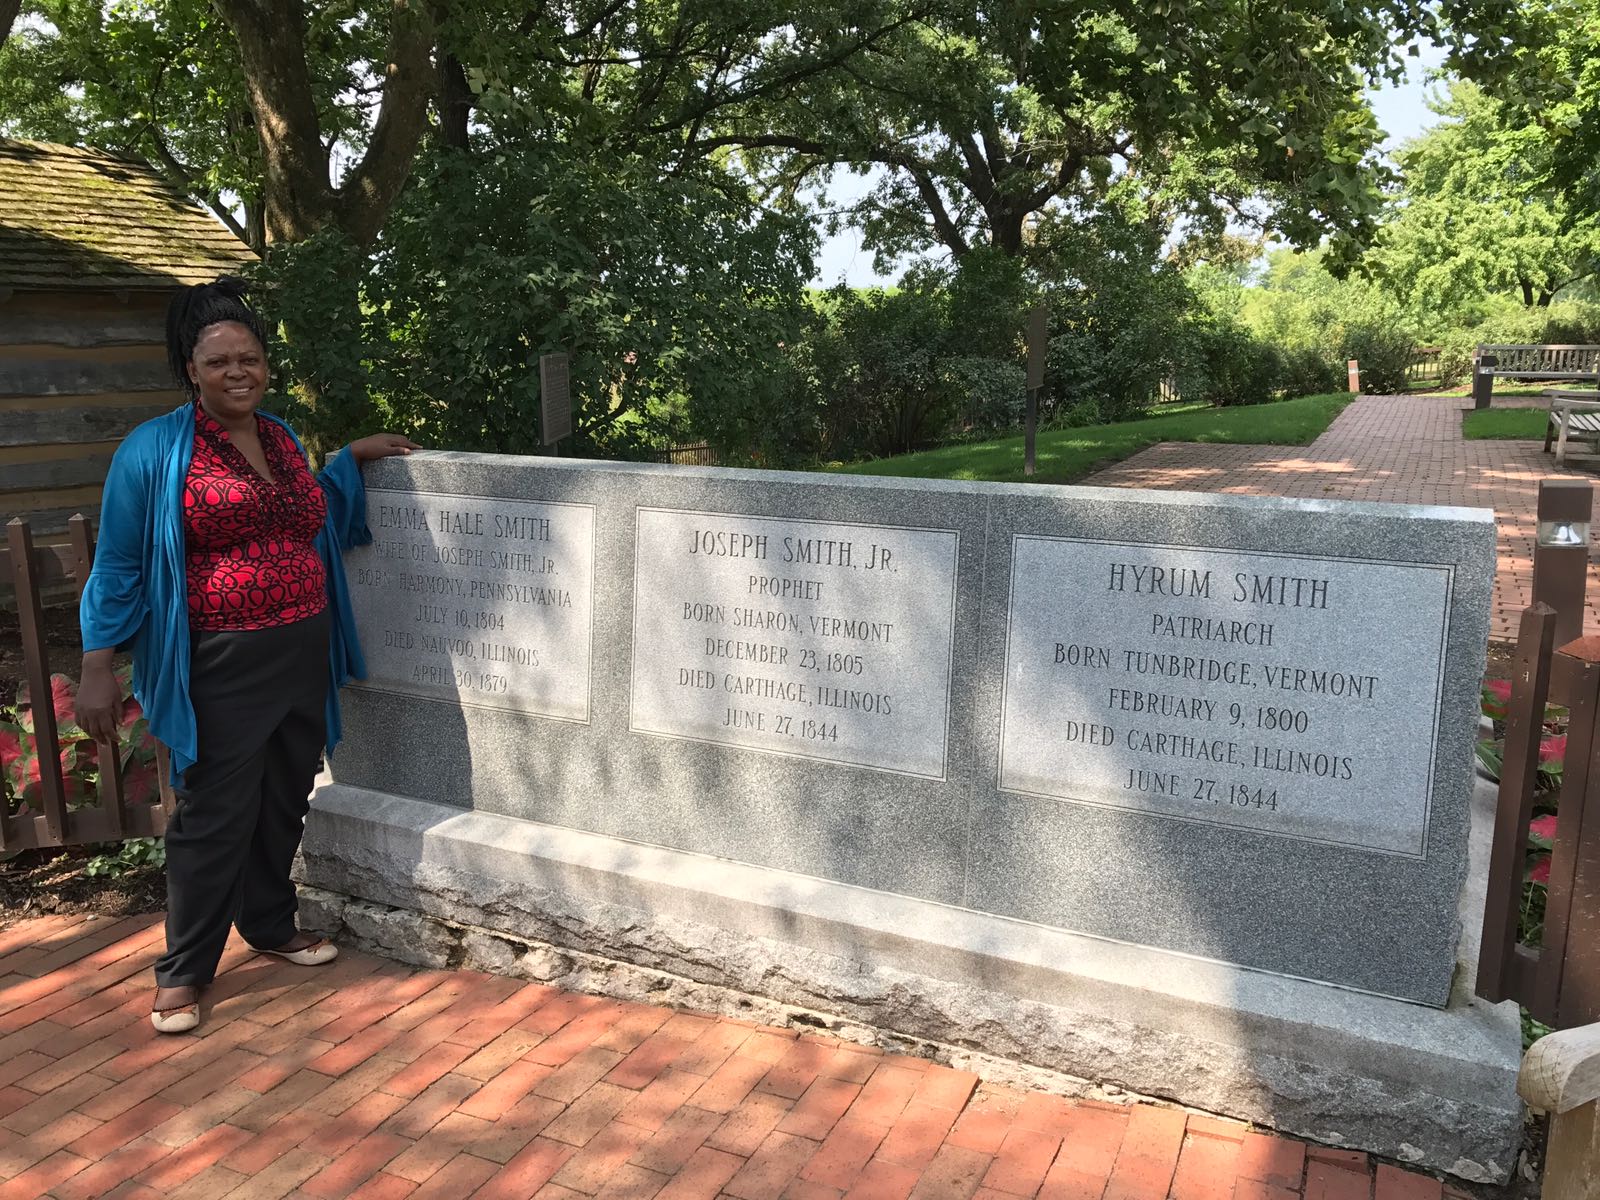 EMMA HALE SMITH
WIFE OF JOSEPH SMITH, JR.
BORN HARMONY, PENNSYLVANIA
JULY 10, 1804
DIED NAUVOO, ILLINOIS
APRIL 30, 1879
JOSEPH SMITH, JR.
PROPHET
BORN SHARON, VERMONT
DECEMBER 23, 1805
DIED CARTHAGE, ILLINOIS
JUNE 27, 1844
HYRUM SMITH
PATRIARCH
BORN TUNBRIDGE, VERMONT
FEBRUARY 9, 1800
DIED CARTHAGE, ILLINOIS
JUNE 27, 1844